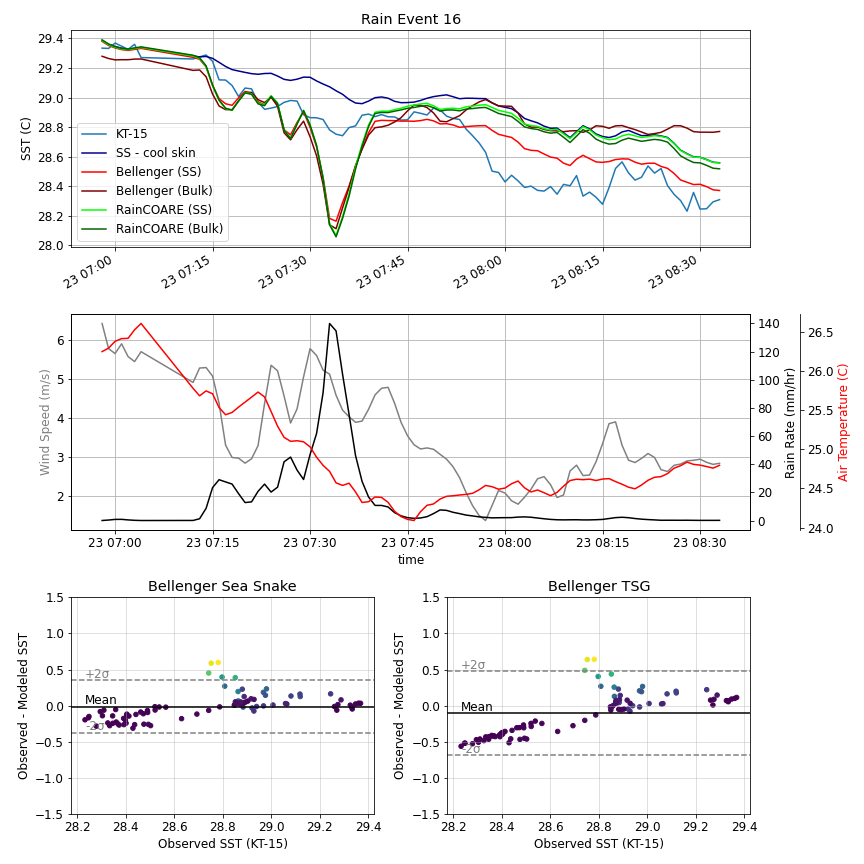 Rain Event 16
SST (C)
29.4
29.2
29.0
28.8
28.6
28.4
28.2
28.0
KT-15
SS - cool skin
Bellenger (SS)
Bellenger (Bulk)
RainCOARE (SS)
RainCOARE (Bulk)
23 07:00 23 07:15 23 07:30 23 07:45 23 08:00 23 08:15 23 08:30
Wind Speed (m/s)
6
5
4
3
2
140
120
100
80
60
40
20
0
Rain Rate (mm/hr)
26.5
26.0
25.5
25.0
24.5
24.0
Air Temperature (C)
23 07:00 23 07:15 23 07:30 23 07:45 23 08:00 23 08:15 23 08:30
time
Bellenger Sea Snake
Observed - Modeled SST
1.5
1.0
0.5
0.0
−0.5
−1.0
−1.5
+2σ
Mean
-2σ
28.2 28.4 28.6 28.8 29.0 29.2 29.4
Observed SST (KT-15)
Bellenger TSG
Observed - Modeled SST
1.5
1.0
0.5
0.0
−0.5
−1.0
−1.5
+2σ
Mean
-2σ
28.2 28.4 28.6 28.8 29.0 29.2 29.4
Observed SST (KT-15)